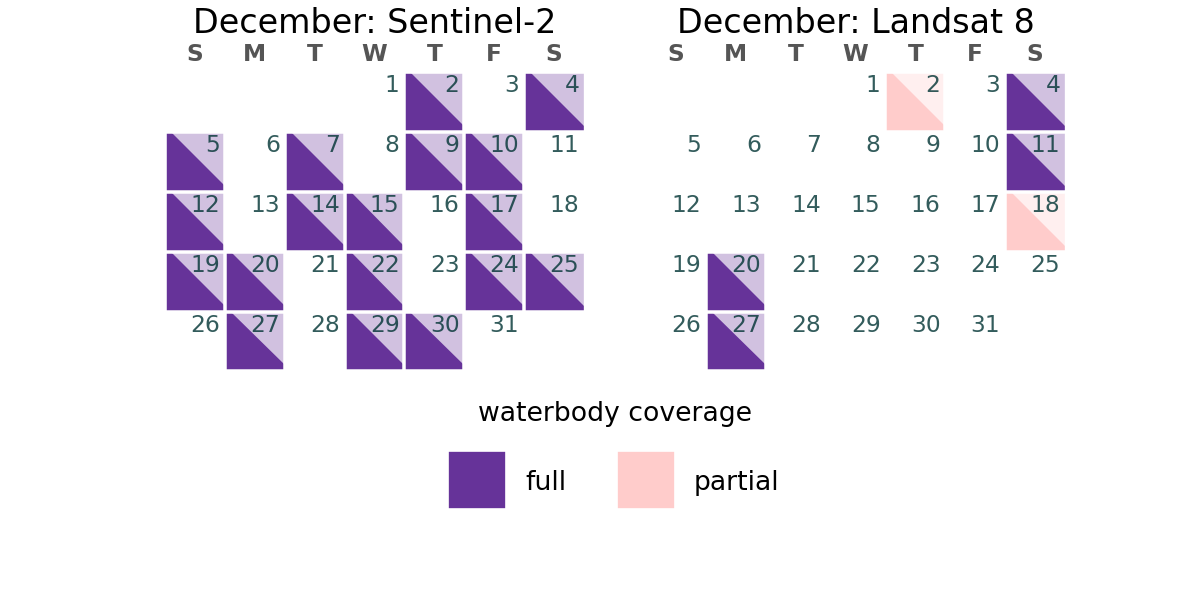 December: Sentinel-2
S M T W T F S
1 2 3 4
5 6 7 8 9 10 11
12 13 14 15 16 17 18
19 20 21 22 23 24 25
26 27 28 29 30 31
December: Landsat 8
S M T W T F S
1 2 3 4
5 6 7 8 9 10 11
12 13 14 15 16 17 18
19 20 21 22 23 24 25
26 27 28 29 30 31
waterbody coverage
full
partial